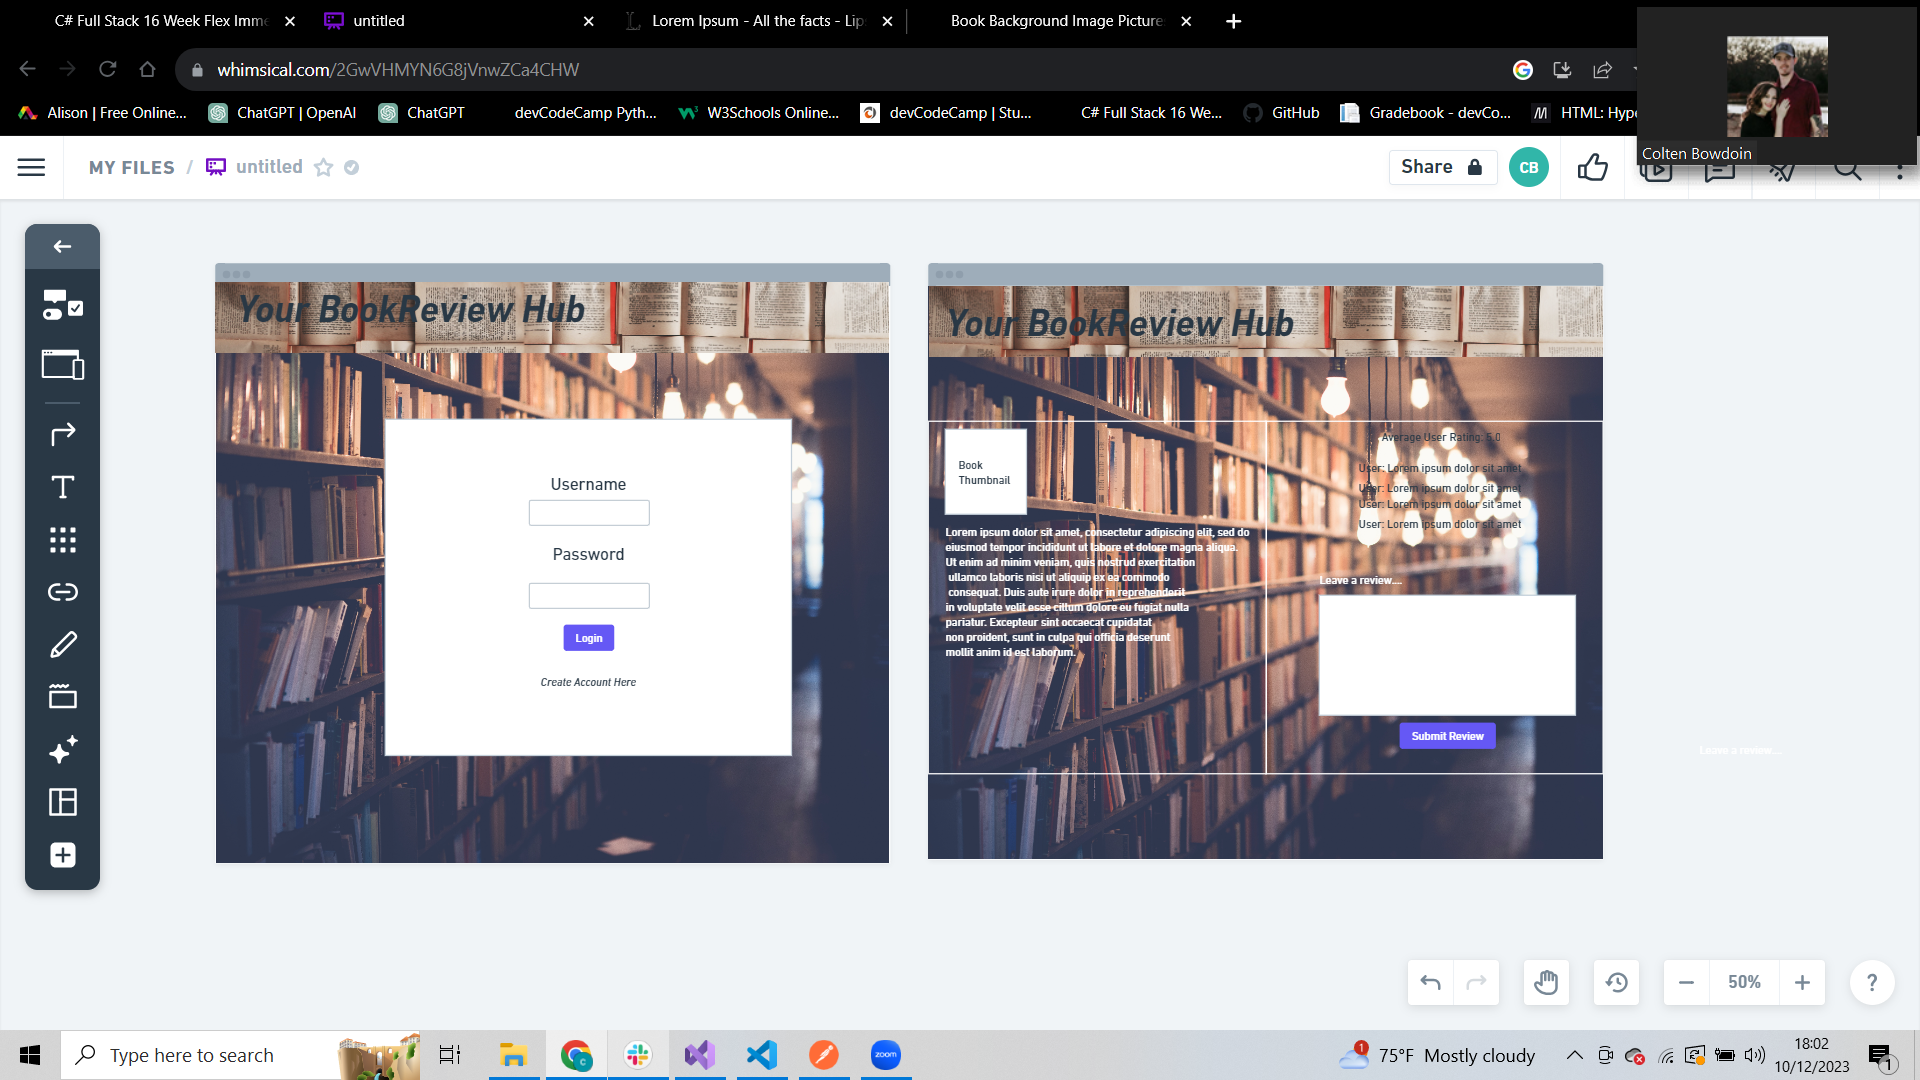 C# Full Stack 16 Week Flex Imme
untitled
Lorem Ipsum - All the facts - Lip
Book Background Image Picture
whimsical.com/2GwVHMYN6G8jVnwZCa4CHW
Alison | Free Online...
ChatGPT | OpenAI
ChatGPT
devCodeCamp Pyth...
W3Schools Online...
devCodeCamp | Stu...
C# Full Stack 16 We...
GitHub
Gradebook - devCo...
HTML: Hype
Colten Bowdoin
MY FILES / untitled
Share
CB
Your BookReview Hub
Username
Password
Login
Create Account Here
Your BookReview Hub
Book
Thumbnail
Lorem ipsum dolor sit amet, consectetur adipiscing elit, sed do
eiusmod tempor incididunt ut labore et dolore magna aliqua.
Ut enim ad minim veniam, quis nostrud exercitation
ullamco laboris nisi ut aliquip ex ea commodo
consequat. Duis aute irure dolor in reprehenderit
in voluptate velit esse cillum dolore eu fugiat nulla
pariatur. Excepteur sint occaecat cupidatat
non proident, sunt in culpa qui officia deserunt
mollit anim id est laborum.
Average User Rating: 5.0
User: Lorem ipsum dolor sit amet
User: Lorem ipsum dolor sit amet
User: Lorem ipsum dolor sit amet
User: Lorem ipsum dolor sit amet
Leave a review....
Submit Review
Leave a review....
50%
?
Type here to search
zoom
1
75°F Mostly cloudy
18:02
10/12/2023
1